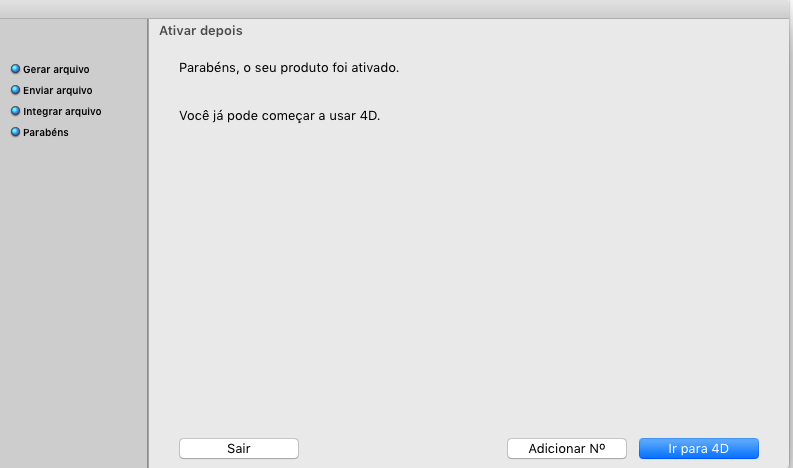 Ativar depois
Gerar arquivo
Enviar arquivo
Integrar arquivo
Parabéns
Parabéns, o seu produto foi ativado.
Você já pode começar a usar 4D.
Sair
Adicionar Nº
Ir para 4D